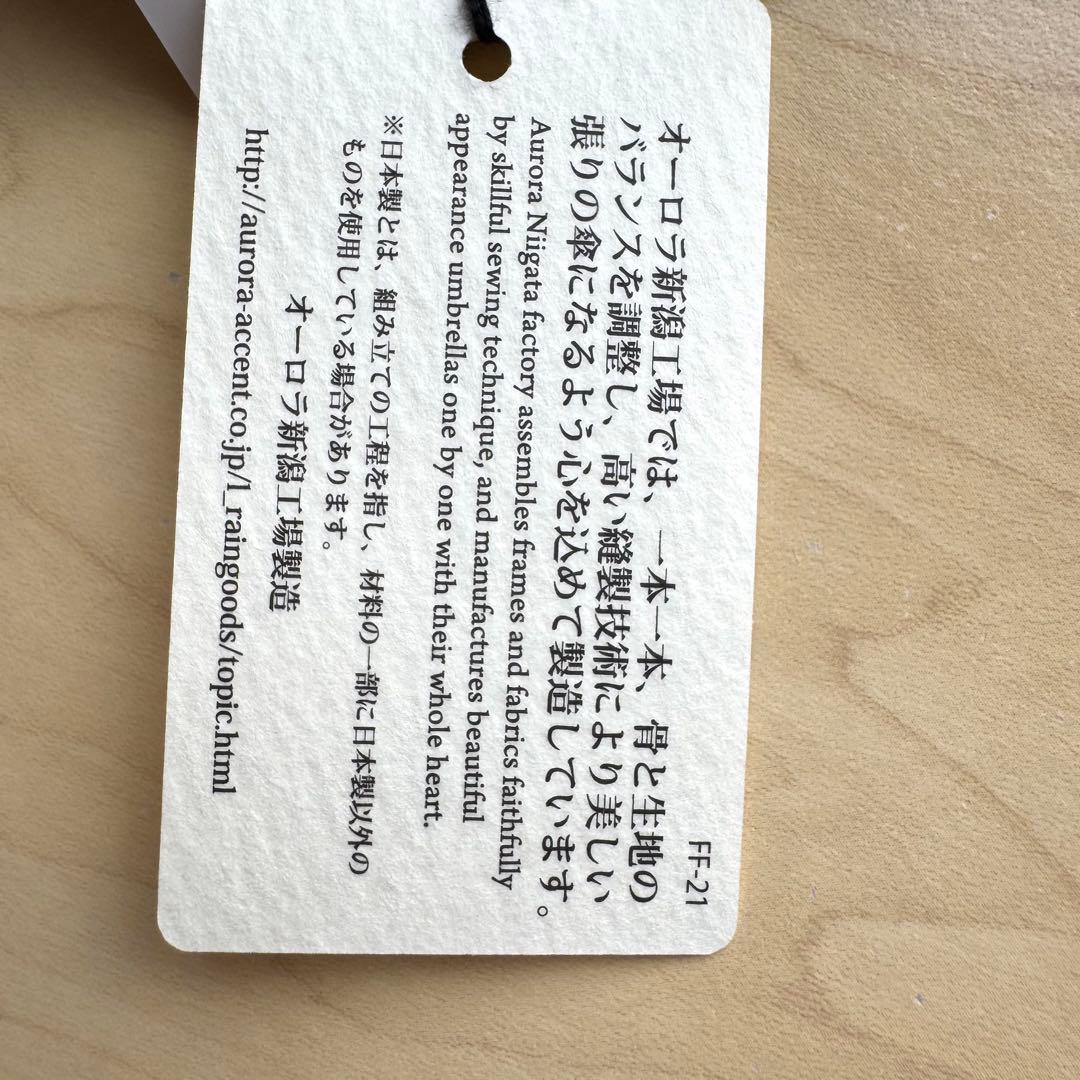 FF-21
オーロラ新潟工場では、一本一本、骨と生地の
バランスを調整し、高い縫製技術により美しい
張りの傘になるよう心を込めて製造しています。
Aurora Niigata factory assembles frames and fabrics faithfully
by skillful sewing technique, and manufactures beautiful
appearance umbrellas one by one with their whole heart.
※日本製とは、組み立ての工程を指し、材料の一部に日本製以外の
ものを使用している場合があります。
オーロラ新潟工場製造
http://aurora-accent.co.jp/l_raingoods/topic.html